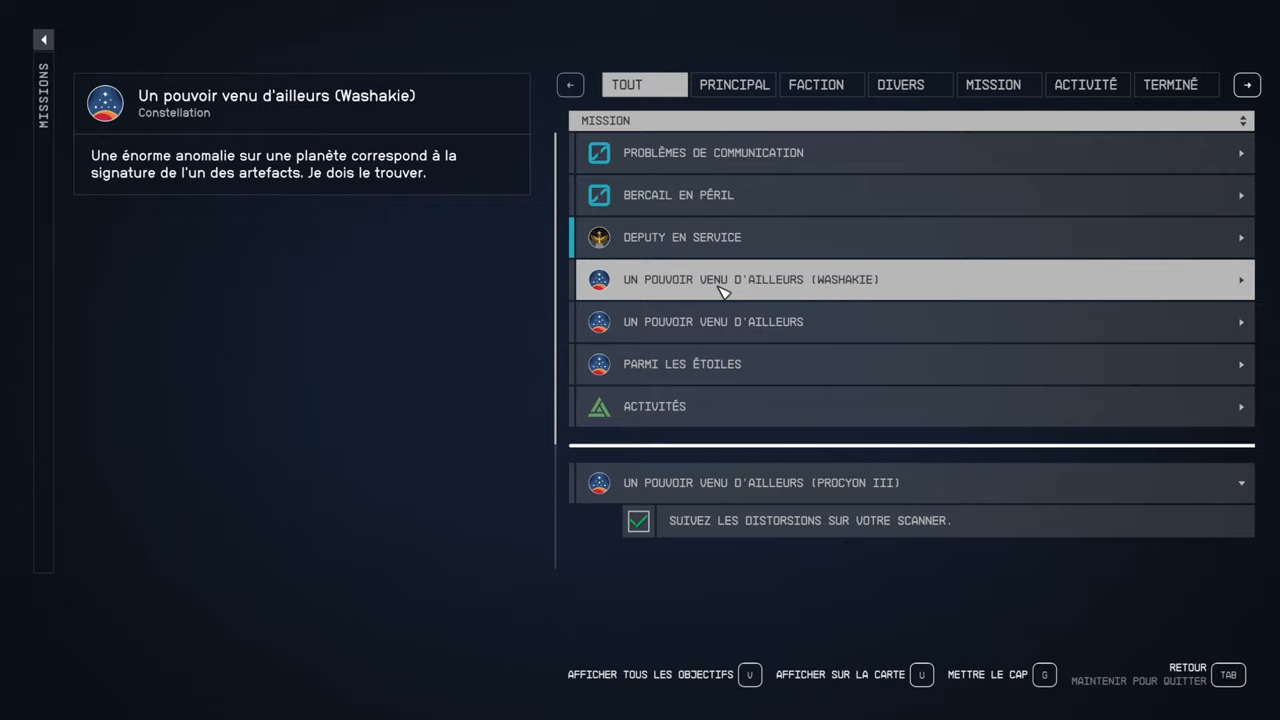 MISSIONS
Un pouvoir venu d'ailleurs (Washakie)
Constellation
Une énorme anomalie sur une planète correspond à la
signature de l'un des artefacts. Je dois le trouver.
TOUT
PRINCIPAL
FACTION
DIVERS
MISSION
ACTIVITÉ
TERMINÉ
MISSION
PROBLÈMES DE COMMUNICATION
BERCAIL EN PÉRIL
DEPUTY EN SERVICE
UN POUVOIR VENU D'AILLEURS (WASHAKIE)
UN POUVOIR VENU D'AILLEURS
PARMI LES ÉTOILES
ACTIVITÉS
UN POUVOIR VENU D'AILLEURS (PROCYON III)
SUIVEZ LES DISTORSIONS SUR VOTRE SCANNER.
AFFICHER TOUS LES OBJECTIFS V
AFFICHER SUR LA CARTE U
METTRE LE CAP G
RETOUR
MAINTENIR POUR QUITTER TAB